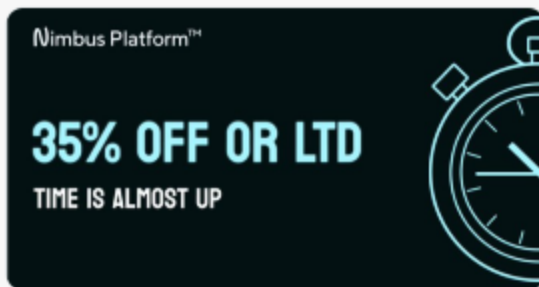 Nimbus Platform™
35% OFF OR LTD
TIME IS ALMOST UP